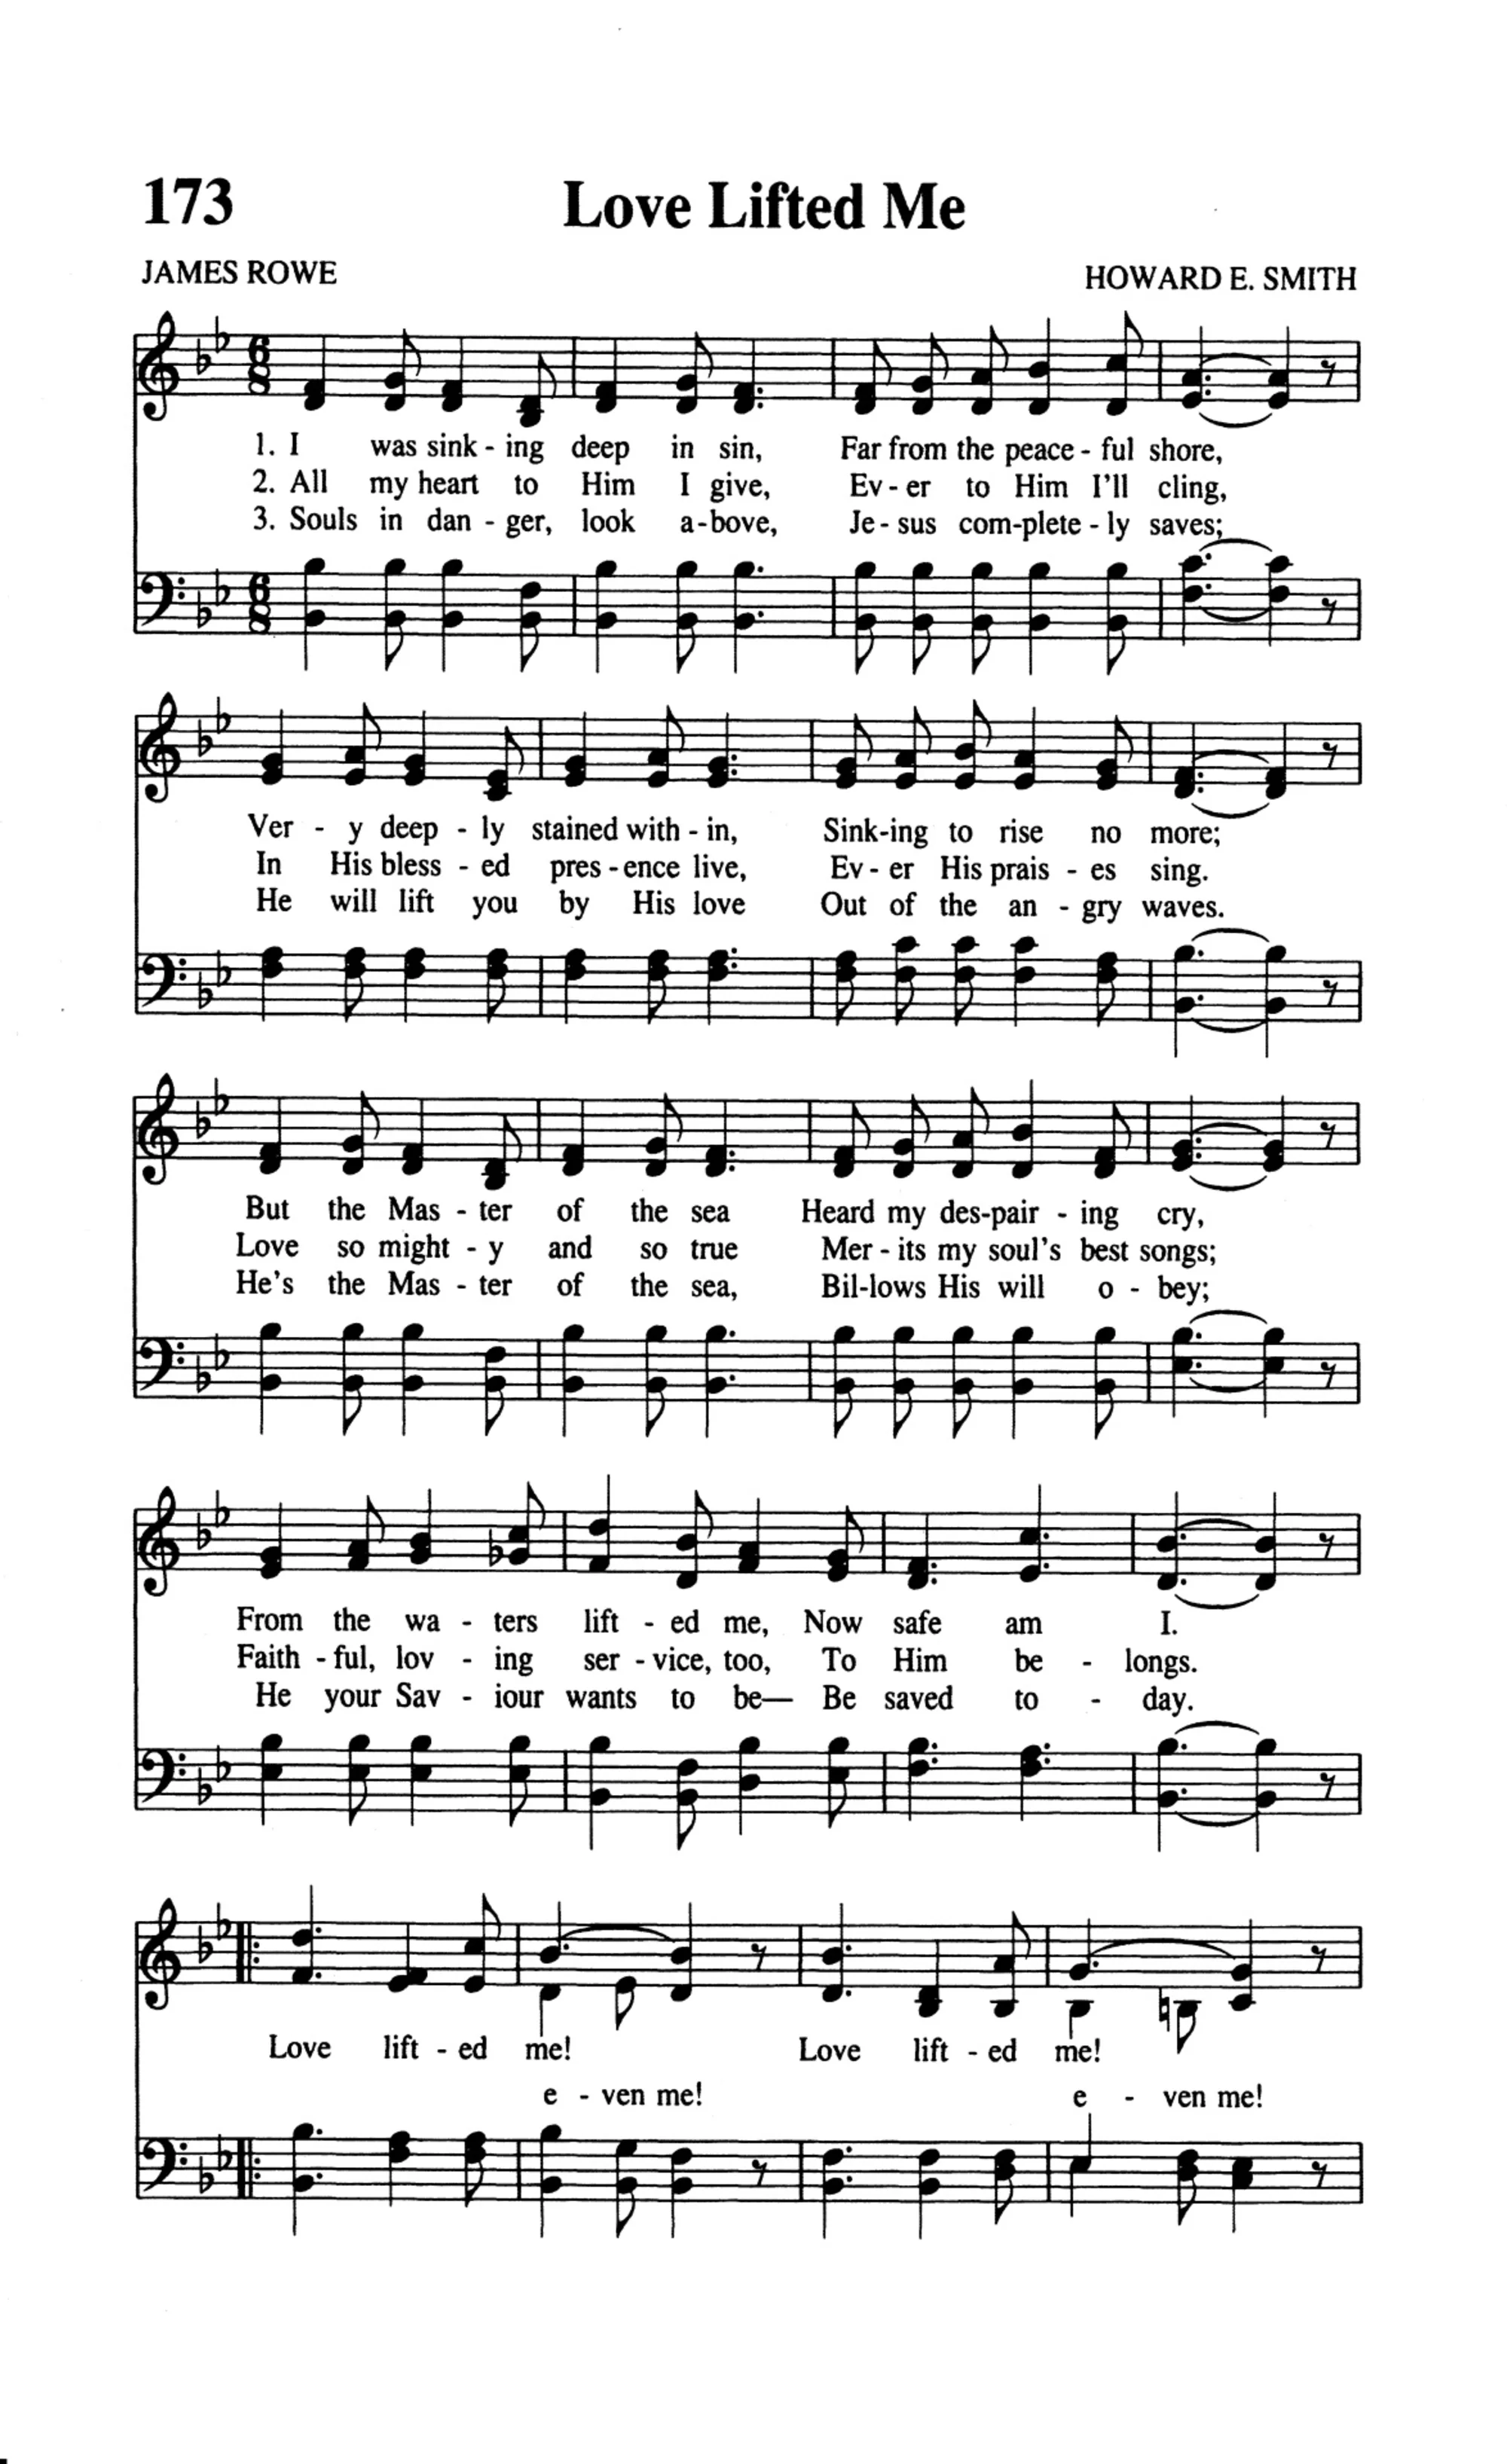 173 Love Lifted Me
JAMES ROWE HOWARD E. SMITH
1. I was sink - ing deep in sin, Far from the peace - ful shore,
2. All my heart to Him I give, Ev - er to Him I'll cling,
3. Souls in dan - ger, look a - bove, Je - sus com-plete - ly saves;
Ver - y deep - ly stained with - in, Sink-ing to rise no more;
In His bless - ed pres - ence live, Ev - er His prais - es sing.
He will lift you by His love Out of the an - gry waves.
But the Mas - ter of the sea Heard my des-pair - ing cry,
Love so might - y and so true Mer - its my soul's best songs;
He's the Mas - ter of the sea, Bil-lows His will o - bey;
From the wa - ters lift - ed me, Now safe am I.
Faith - ful, lov - ing ser - vice, too, To Him be - longs.
He your Sav - iour wants to be— Be saved to - day.
Love lift - ed me! Love lift - ed me!
e - ven me! e - ven me!